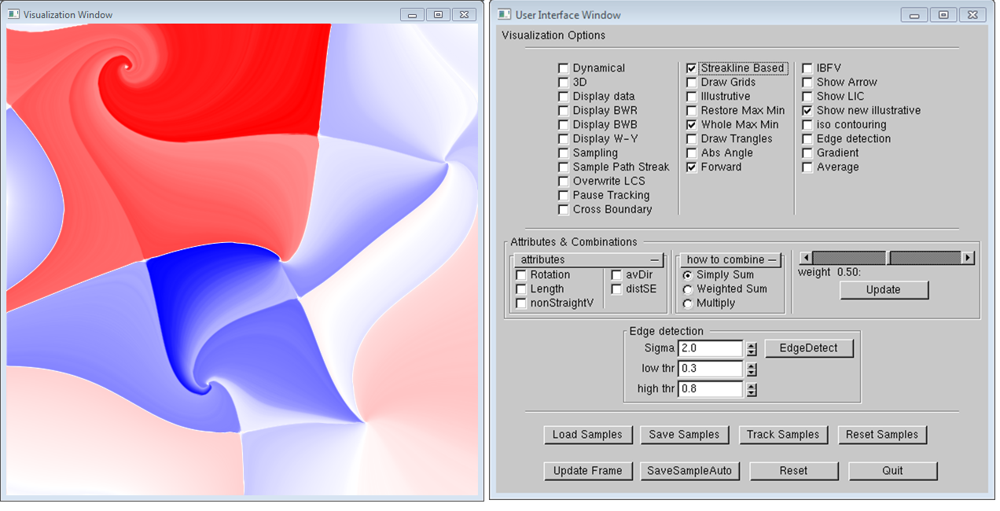 Visualization Window
User Interface Window
Visualization Options
Dynamical
3D
Display data
Display BWR
Display BWB
Display W-Y
Sampling
Sample Path Streak
Overwrite LCS
Pause Tracking
Cross Boundary
Streakline Based
Draw Grids
Illustrutive
Restore Max Min
Whole Max Min
Draw Trangles
Abs Angle
Forward
IBFV
Show Arrow
Show LIC
Show new illustrative
iso contouring
Edge detection
Gradient
Average
Attributes & Combinations
attributes
Rotation
Length
nonStraightV
avDir
distSE
how to combine
Simply Sum
Weighted Sum
Multiply
weight 0.50:
Update
Edge detection
Sigma 2.0
low thr 0.3
high thr 0.8
EdgeDetect
Load Samples Save Samples Track Samples Reset Samples
Update Frame SaveSampleAuto Reset Quit